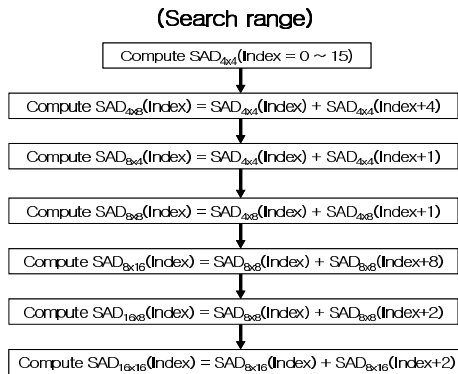 (Search range)
Compute SAD4x4(Index = 0 ~ 15)
Compute SAD4x8(Index) = SAD4x4(Index) + SAD4x4(Index+4)
Compute SAD8x4(Index) = SAD4x4(Index) + SAD4x4(Index+1)
Compute SAD8x8(Index) = SAD4x8(Index) + SAD4x8(Index+1)
Compute SAD8x16(Index) = SAD8x8(Index) + SAD8x8(Index+8)
Compute SAD16x8(Index) = SAD8x8(Index) + SAD8x8(Index+2)
Compute SAD16x16(Index) = SAD8x16(Index) + SAD8x16(Index+2)